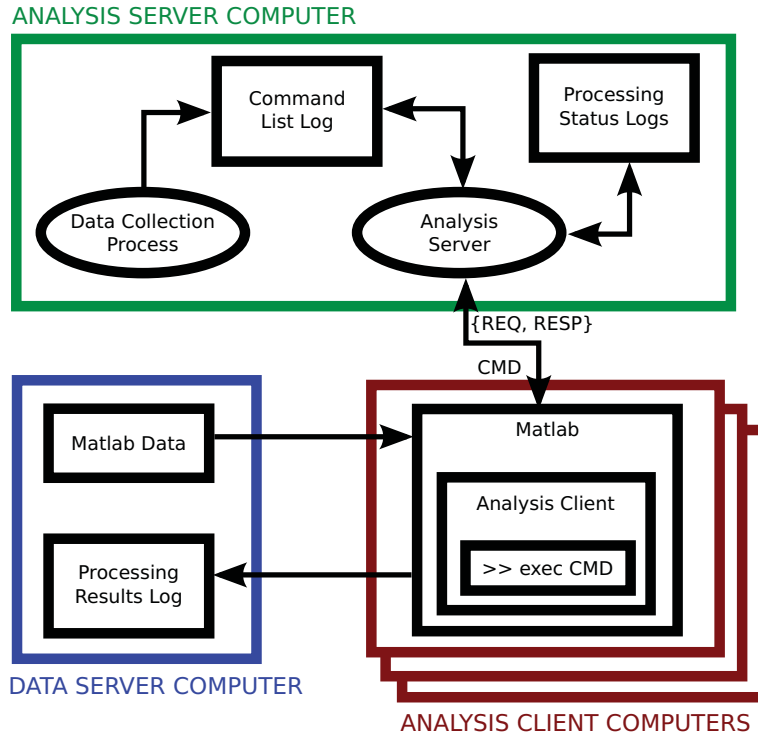 ANALYSIS SERVER COMPUTER
Command
List Log
Processing
Status Logs
Data Collection
Process
Analysis
Server
{REQ, RESP}
CMD
Matlab Data
Processing
Results Log
Matlab
Analysis Client
>> exec CMD
DATA SERVER COMPUTER
ANALYSIS CLIENT COMPUTERS